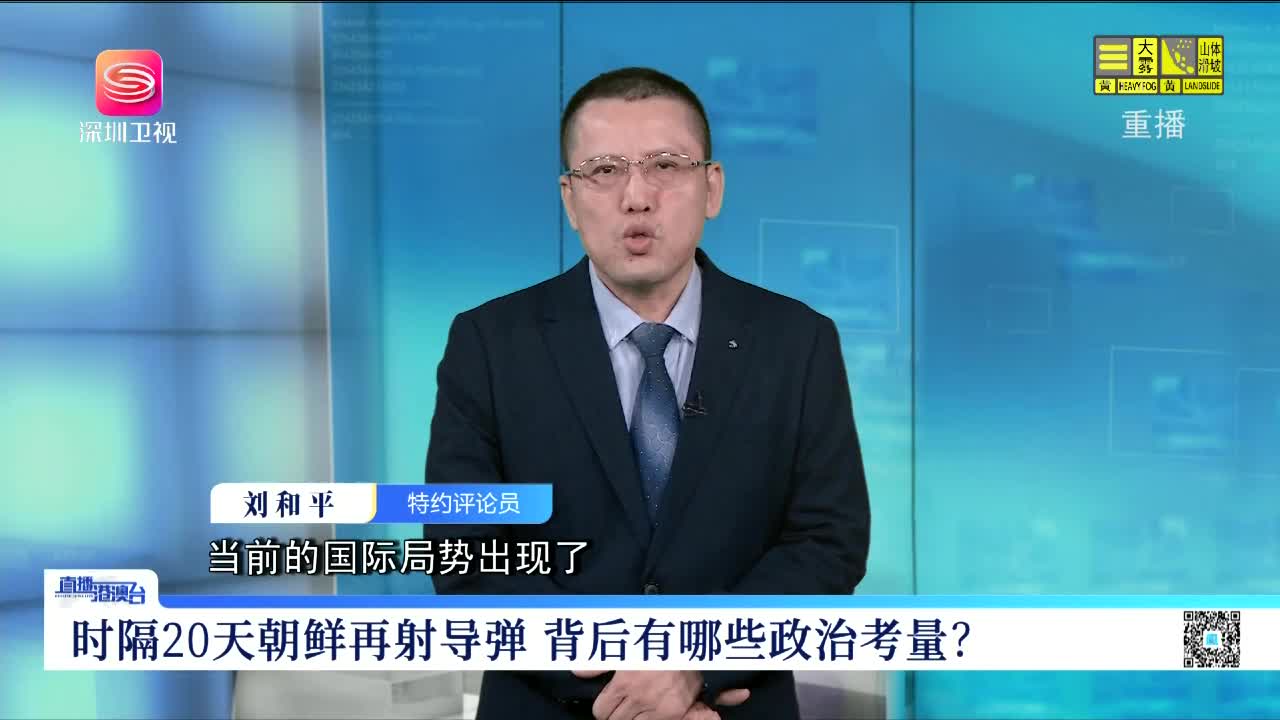 深圳卫视
大雾
山体滑坡
黄
HEAVY FOG
黄
LANDSLIDE
重播
刘和平
特约评论员
当前的国际局势出现了
直播港澳台
时隔20天朝鲜再射导弹 背后有哪些政治考量?